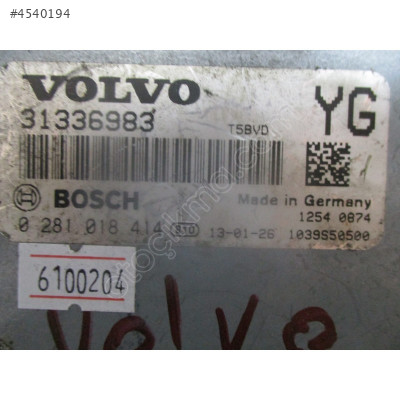 #4540194
VOLVO
YG
31336983
T5BVD
BOSCH
Made in Germany
1254 0074
0 281 018 414
S10
13-01-26
1039S50500
6100204
VOLVO